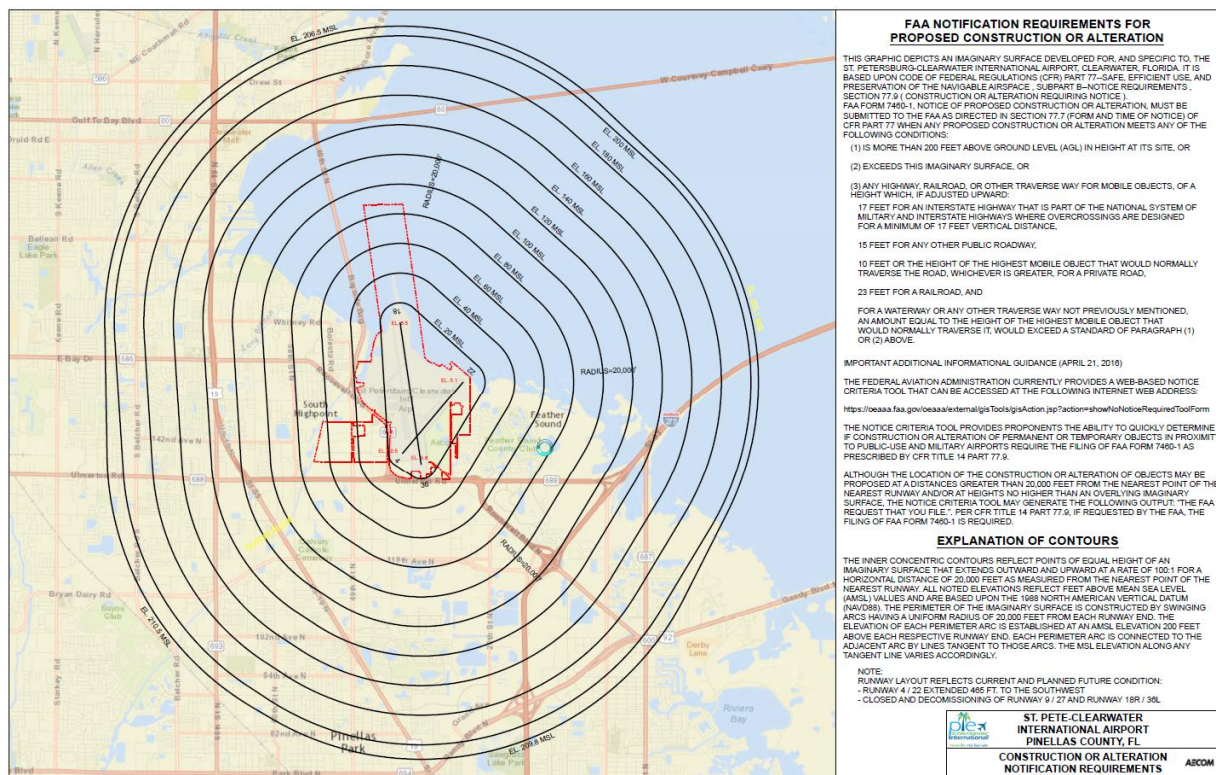 FAA NOTIFICATION REQUIREMENTS FOR
PROPOSED CONSTRUCTION OR ALTERATION
THIS GRAPHIC DEPICTS AN IMAGINARY SURFACE DEVELOPED FOR, AND SPECIFIC TO, THE
ST. PETERSBURG-CLEARWATER INTERNATIONAL AIRPORT, CLEARWATER, FLORIDA. IT IS
BASED UPON CODE OF FEDERAL REGULATIONS (CFR) PART 77--SAFE, EFFICIENT USE, AND
PRESERVATION OF THE NAVIGABLE AIRSPACE , SUBPART B--NOTICE REQUIREMENTS ,
SECTION 77.9 ( CONSTRUCTION OR ALTERATION REQUIRING NOTICE ).
FAA FORM 7460-1, NOTICE OF PROPOSED CONSTRUCTION OR ALTERATION, MUST BE
SUBMITTED TO THE FAA AS DIRECTED IN SECTION 77.7 (FORM AND TIME OF NOTICE) OF
CFR PART 77 WHEN ANY PROPOSED CONSTRUCTION OR ALTERATION MEETS ANY OF THE
FOLLOWING CONDITIONS:
(1) IS MORE THAN 200 FEET ABOVE GROUND LEVEL (AGL) IN HEIGHT AT ITS SITE, OR
(2) EXCEEDS THIS IMAGINARY SURFACE, OR
(3) ANY HIGHWAY, RAILROAD, OR OTHER TRAVERSE WAY FOR MOBILE OBJECTS, OF A
HEIGHT WHICH, IF ADJUSTED UPWARD:
17 FEET FOR AN INTERSTATE HIGHWAY THAT IS PART OF THE NATIONAL SYSTEM OF
MILITARY AND INTERSTATE HIGHWAYS WHERE OVERCROSSINGS ARE DESIGNED
FOR A MINIMUM OF 17 FEET VERTICAL DISTANCE,
15 FEET FOR ANY OTHER PUBLIC ROADWAY,
10 FEET OR THE HEIGHT OF THE HIGHEST MOBILE OBJECT THAT WOULD NORMALLY
TRAVERSE THE ROAD, WHICHEVER IS GREATER, FOR A PRIVATE ROAD,
23 FEET FOR A RAILROAD, AND
FOR A WATERWAY OR ANY OTHER TRAVERSE WAY NOT PREVIOUSLY MENTIONED,
AN AMOUNT EQUAL TO THE HEIGHT OF THE HIGHEST MOBILE OBJECT THAT
WOULD NORMALLY TRAVERSE IT, WOULD EXCEED A STANDARD OF PARAGRAPH (1)
OR (2) ABOVE.
IMPORTANT ADDITIONAL INFORMATIONAL GUIDANCE (APRIL 21, 2016)
THE FEDERAL AVIATION ADMINISTRATION CURRENTLY PROVIDES A WEB-BASED NOTICE
CRITERIA TOOL THAT CAN BE ACCESSED AT THE FOLLOWING INTERNET WEB ADDRESS:
https://oeaaa.faa.gov/oeaaa/external/gisTools/gisAction.jsp?action=showNoNoticeRequiredToolForm
THE NOTICE CRITERIA TOOL PROVIDES PROPONENTS THE ABILITY TO QUICKLY DETERMINE
IF CONSTRUCTION OR ALTERATION OF PERMANENT OR TEMPORARY OBJECTS IN PROXIMIT
TO PUBLIC-USE AND MILITARY AIRPORTS REQUIRE THE FILING OF FAA FORM 7460-1 AS
PRESCRIBED BY CFR TITLE 14 PART 77.9.
ALTHOUGH THE LOCATION OF THE CONSTRUCTION OR ALTERATION OF OBJECTS MAY BE
PROPOSED AT A DISTANCES GREATER THAN 20,000 FEET FROM THE NEAREST POINT OF THE
NEAREST RUNWAY AND/OR AT HEIGHTS NO HIGHER THAN AN OVERLYING IMAGINARY
SURFACE, THE NOTICE CRITERIA TOOL MAY GENERATE THE FOLLOWING OUTPUT: "THE FAA
REQUEST THAT YOU FILE.". PER CFR TITLE 14 PART 77.9, IF REQUESTED BY THE FAA, THE
FILING OF FAA FORM 7460-1 IS REQUIRED.
EXPLANATION OF CONTOURS
THE INNER CONCENTRIC CONTOURS REFLECT POINTS OF EQUAL HEIGHT OF AN
IMAGINARY SURFACE THAT EXTENDS OUTWARD AND UPWARD AT A RATE OF 100:1 FOR A
HORIZONTAL DISTANCE OF 20,000 FEET AS MEASURED FROM THE NEAREST POINT OF THE
NEAREST RUNWAY. ALL NOTED ELEVATIONS REFLECT FEET ABOVE MEAN SEA LEVEL
(AMSL) VALUES AND ARE BASED UPON THE 1988 NORTH AMERICAN VERTICAL DATUM
(NAVD88). THE PERIMETER OF THE IMAGINARY SURFACE IS CONSTRUCTED BY SWINGING
ARCS HAVING A UNIFORM RADIUS OF 20,000 FEET FROM EACH RUNWAY END. THE
ELEVATION OF EACH PERIMETER ARC IS ESTABLISHED AT AN AMSL ELEVATION 200 FEET
ABOVE EACH RESPECTIVE RUNWAY END. EACH PERIMETER ARC IS CONNECTED TO THE
ADJACENT ARC BY LINES TANGENT TO THOSE ARCS. THE MSL ELEVATION ALONG ANY
TANGENT LINE VARIES ACCORDINGLY.
NOTE:
RUNWAY LAYOUT REFLECTS CURRENT AND PLANNED FUTURE CONDITION:
- RUNWAY 4 / 22 EXTENDED 465 FT. TO THE SOUTHWEST
- CLOSED AND DECOMISSIONING OF RUNWAY 9 / 27 AND RUNWAY 18R / 36L
pie
International
ST. PETE-CLEARWATER
INTERNATIONAL AIRPORT
PINELLAS COUNTY, FL
CONSTRUCTION OR ALTERATION
NOTIFICATION REQUIREMENTS
AECOM
EL. 206.5 MSL
W Courtney Campbell Cswy
Drew St
590
60
60
Gulf To Bay Blvd
Druid Rd E
Allen Creek
EL. 200 MSL
EL. 180 MSL
EL. 160 MSL
EL. 140 MSL
EL. 120 MSL
EL. 100 MSL
EL. 80 MSL
EL. 60 MSL
EL. 40 MSL
EL. 20 MSL
RADIUS=20,000'
RADIUS=20,000'
RADIUS=20,000'
Belleair Rd
Eagle
Lake Park
Whitney Rd
E Bay Dr
686
19
18
22
4
36
South
Highpoint
Feather
Sound
142nd Ave N
Ulmerton Rd
688
Ulmerton Rd
688
118th Ave N
Calvary
Catholic
Cemetery
Bryan Dairy Rd
102nd Ave N
94th Ave N
82nd Ave N
693
687
Gandy Blvd
Derby
Lane
Riviera
Bay
Pinellas
Park
Park Blvd N
694
EL. 210.5 MSL